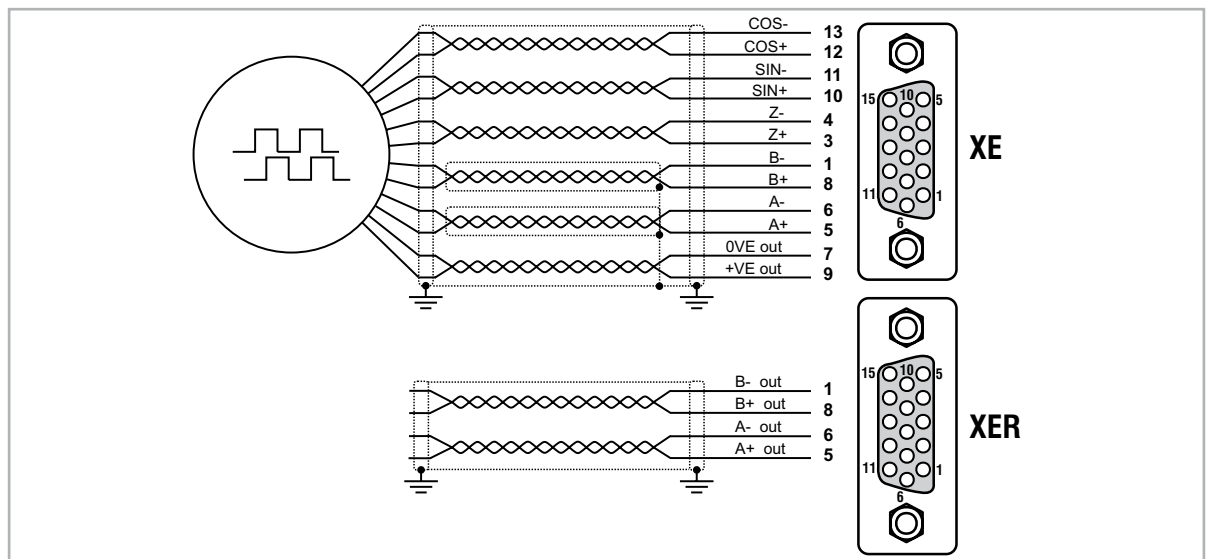 COS- 13
COS+ 12
SIN- 11
SIN+ 10
Z- 4
Z+ 3
B- 1
B+ 8
A- 6
A+ 5
0VE out 7
+VE out 9
15 10 5
11 1
6
XE
B- out 1
B+ out 8
A- out 6
A+ out 5
15 10 5
11 1
6
XER